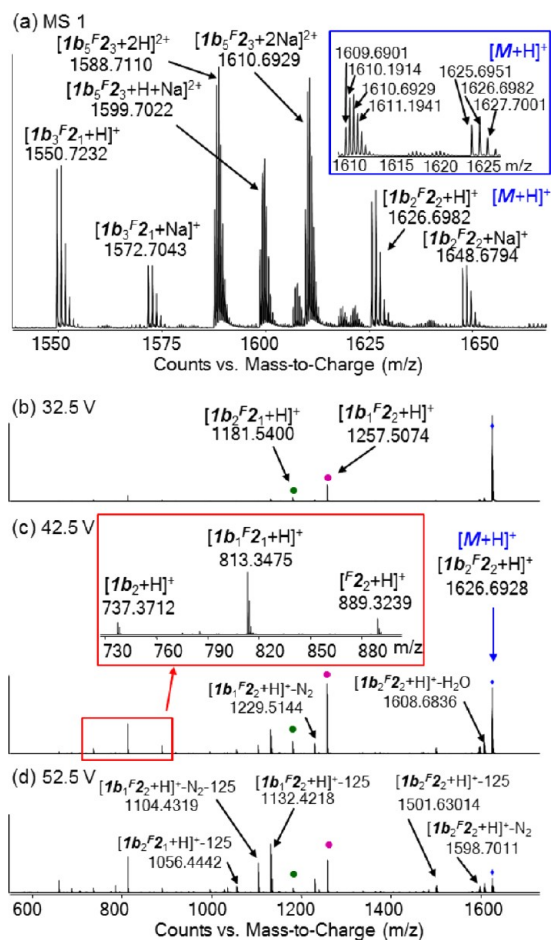 (a) MS 1
[1b₅ᶠ2₃+2H]²⁺
1588.7110
[1b₅ᶠ2₃+2Na]²⁺
1610.6929
[1b₅ᶠ2₃+H+Na]²⁺
1599.7022
[1b₃ᶠ2₁+H]⁺
1550.7232
[1b₃ᶠ2₁+Na]⁺
1572.7043
[M+H]⁺
1609.6901
1610.1914
1610.6929
1611.1941
1625.6951
1626.6982
1627.7001
1610 1615 1620 1625 m/z
[1b₂ᶠ2₂+H]⁺ [M+H]⁺
1626.6982
[1b₂ᶠ2₂+Na]⁺
1648.6794
1550 1575 1600 1625 1650
Counts vs. Mass-to-Charge (m/z)
(b) 32.5 V
[1b₂ᶠ2₁+H]⁺
1181.5400
[1b₁ᶠ2₂+H]⁺
1257.5074
(c) 42.5 V
[1b₂+H]⁺
737.3712
[1b₁ᶠ2₁+H]⁺
813.3475
[ᶠ2₂+H]⁺
889.3239
730 760 790 820 850 880 m/z
[M+H]⁺
[1b₂ᶠ2₂+H]⁺
1626.6928
[1b₁ᶠ2₂+H]⁺-N₂
1229.5144
[1b₂ᶠ2₂+H]⁺-H₂O
1608.6836
(d) 52.5 V
[1b₁ᶠ2₂+H]⁺-N₂-125
1104.4319
[1b₁ᶠ2₂+H]⁺-125
1132.4218
[1b₂ᶠ2₂+H]⁺-125
1501.63014
[1b₂ᶠ2₁+H]⁺-125
1056.4442
[1b₂ᶠ2₂+H]⁺-N₂
1598.7011
600 800 1000 1200 1400 1600
Counts vs. Mass-to-Charge (m/z)